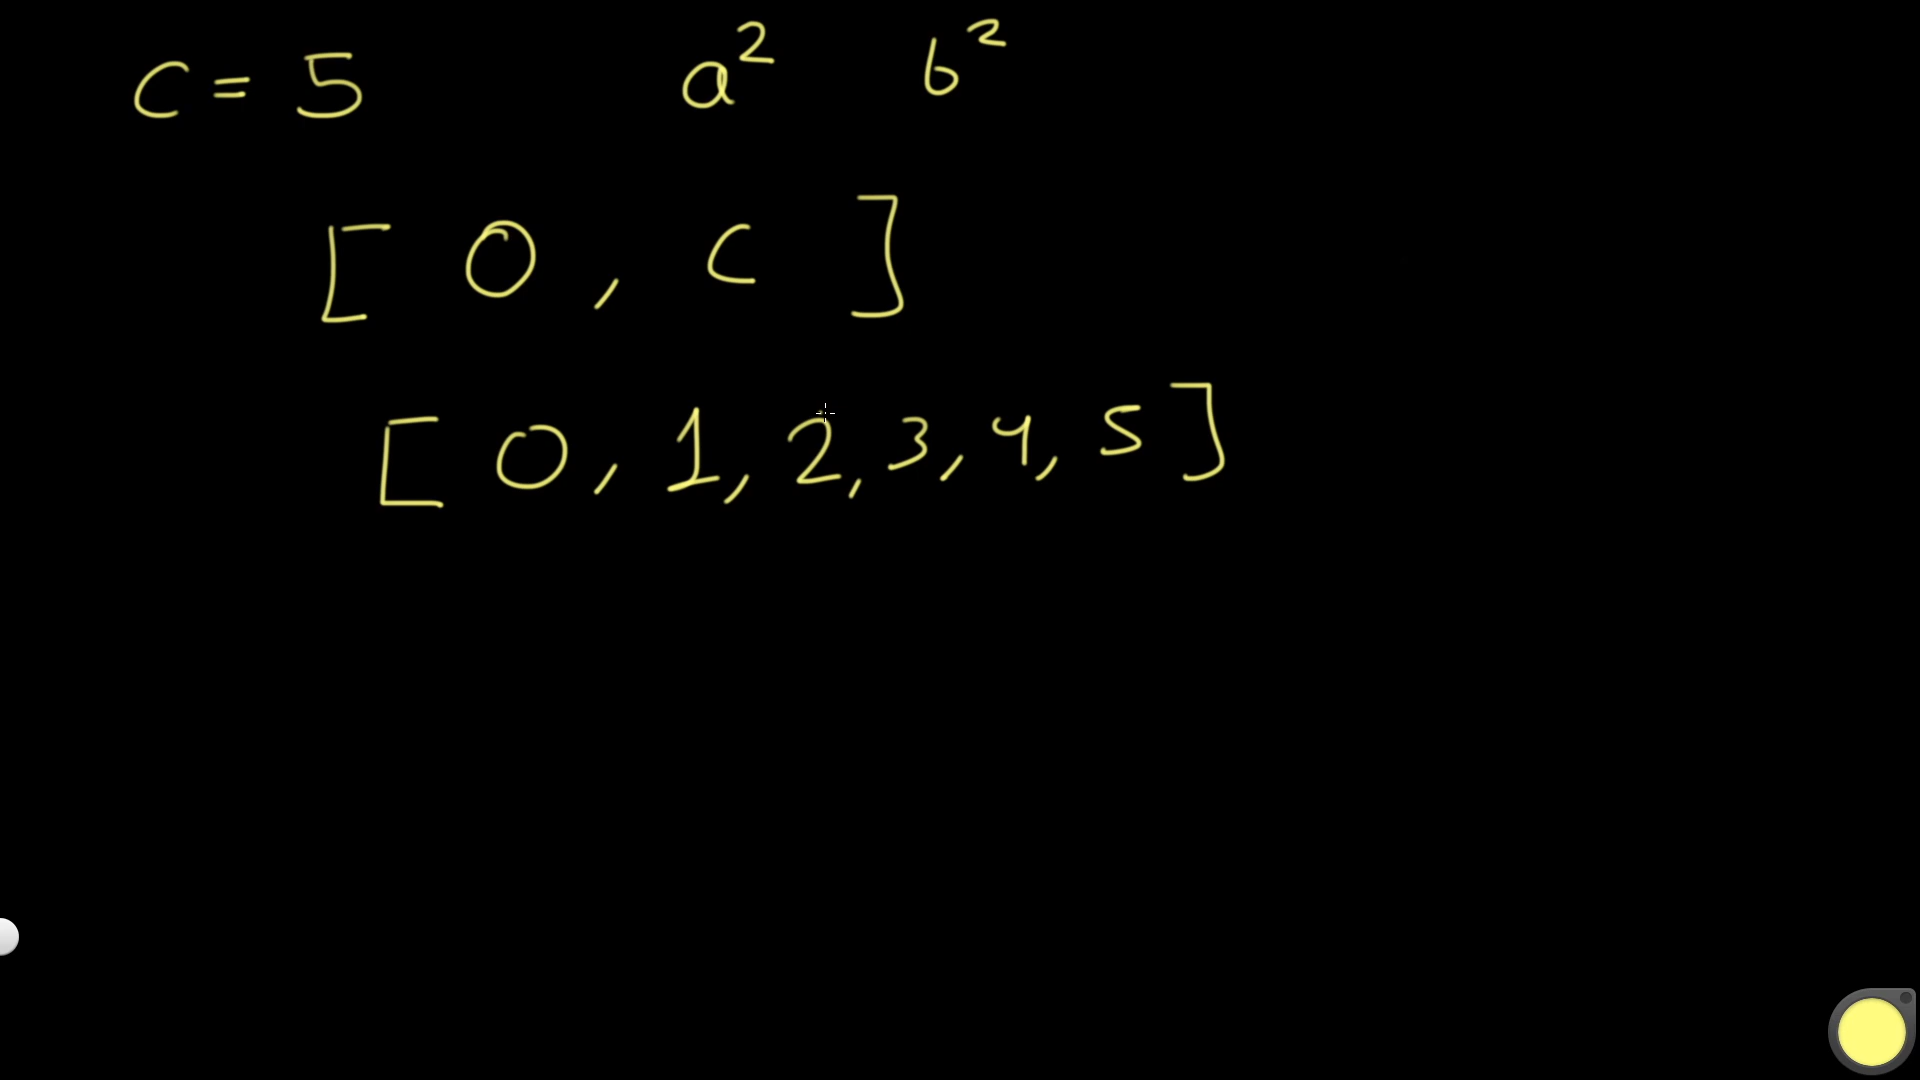 c = 5 a² b²
[ 0 , c ]
[ 0 , 1 , 2 , 3 , 4 , 5 ]